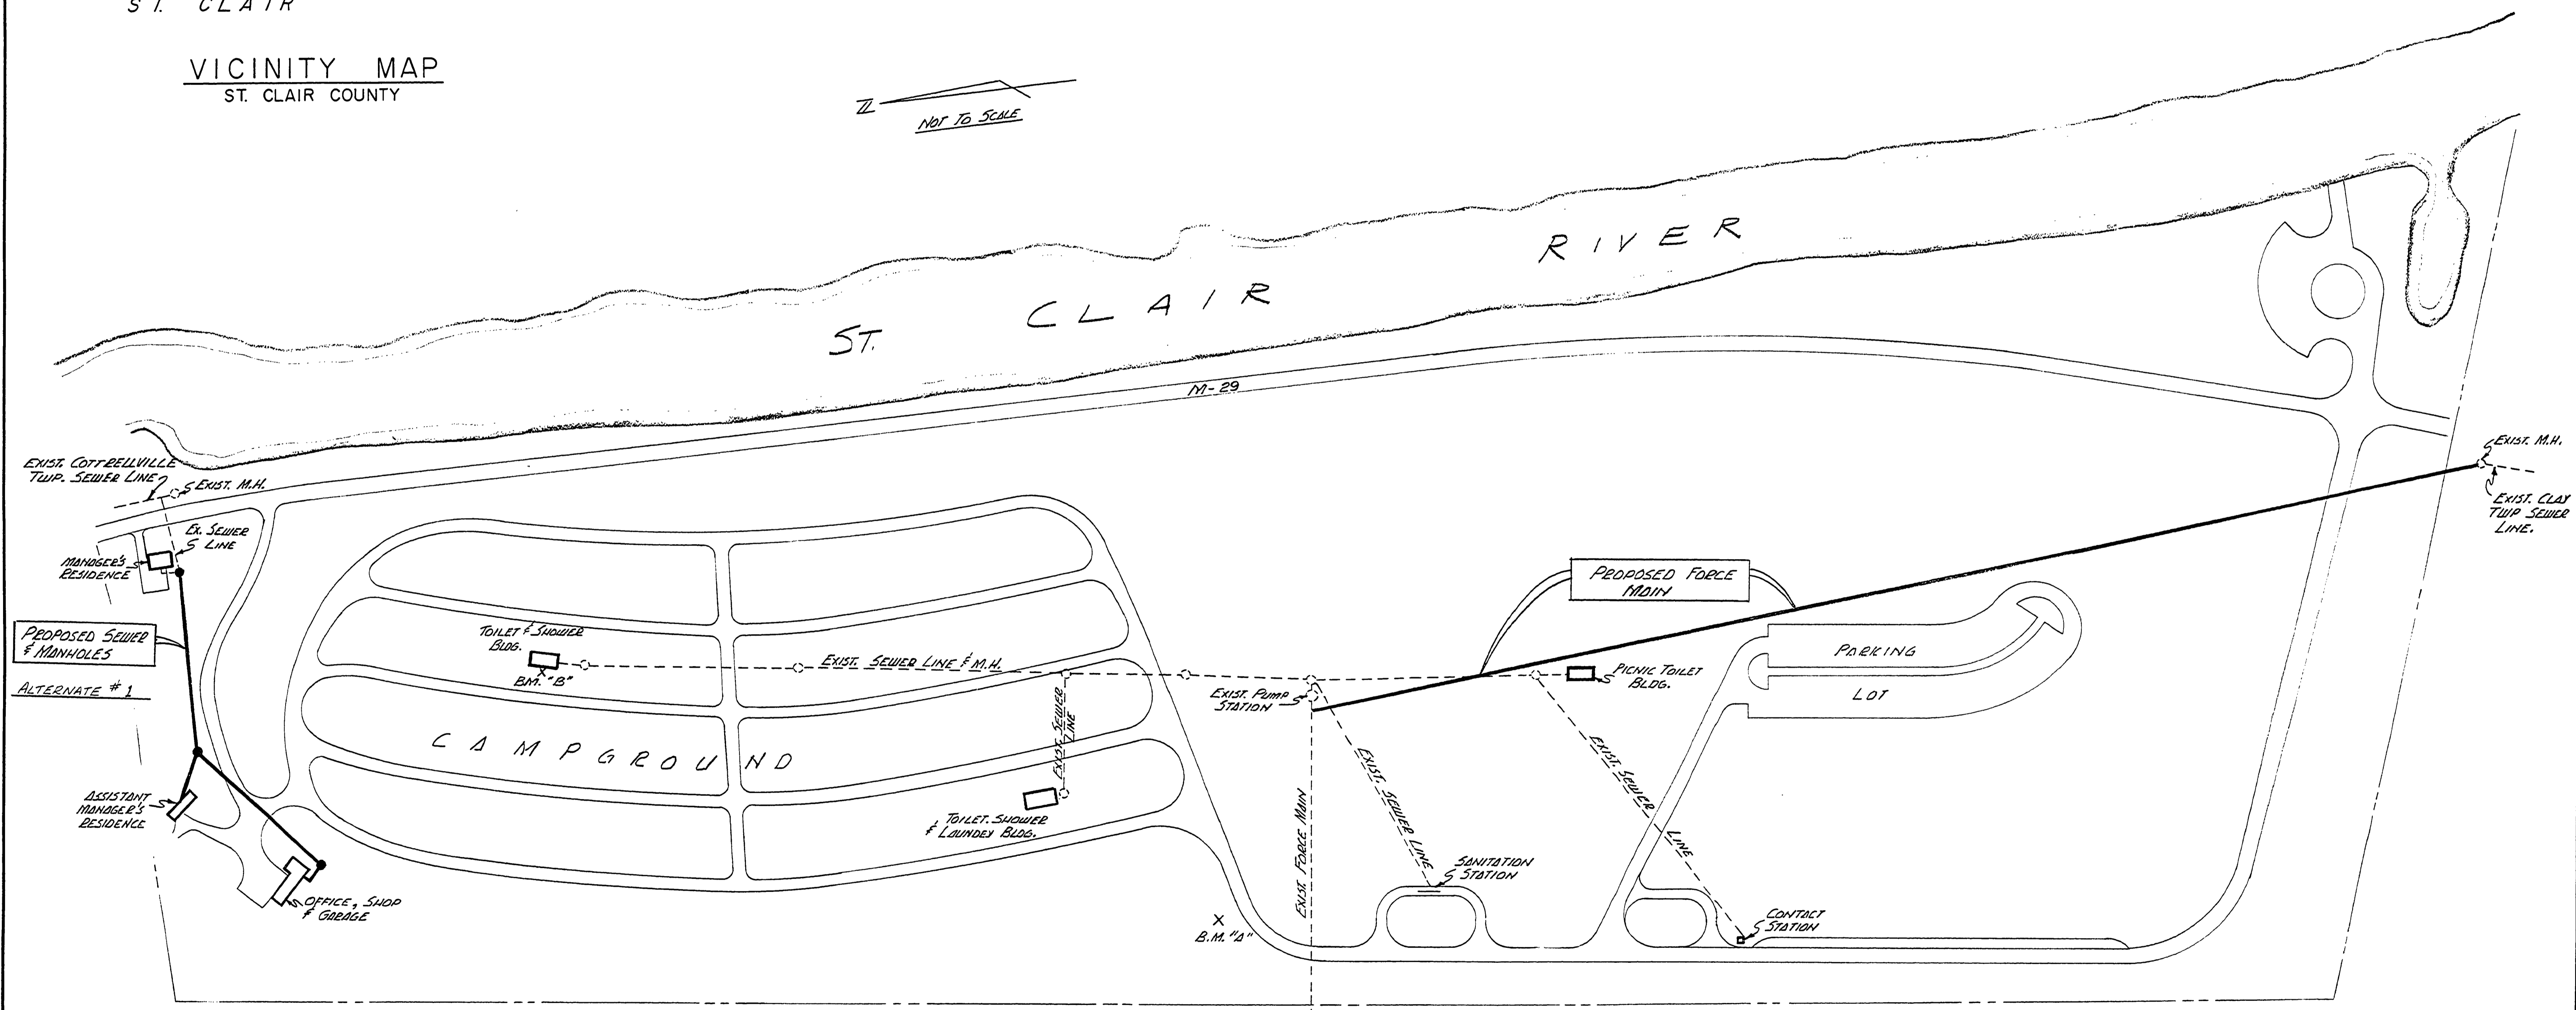 ST. CLAIR
VICINITY MAP
ST. CLAIR COUNTY
N
NOT TO SCALE
ST. CLAIR RIVER
M-29
EXIST. COTTRELLVILLE
TWP. SEWER LINE
EXIST. M.H.
EX. SEWER
LINE
MANAGER'S
RESIDENCE
PROPOSED SEWER
& MANHOLES
ALTERNATE #1
ASSISTANT
MANAGER'S
RESIDENCE
OFFICE, SHOP
& GARAGE
TOILET & SHOWER
BLDG.
B.M. "B"
EXIST. SEWER LINE & M.H.
CAMPGROUND
EXIST. SEWER
LINE
TOILET, SHOWER
& LAUNDRY BLDG.
EXIST. PUMP
STATION
PROPOSED FORCE
MAIN
PICNIC TOILET
BLDG.
PARKING
LOT
EXIST. M.H.
EXIST. CLAY
TWP SEWER
LINE.
EXIST. FORCE MAIN
EXIST. SEWER LINE
SANITATION
STATION
EXIST. SEWER LINE
CONTACT
STATION
X
B.M. "A"